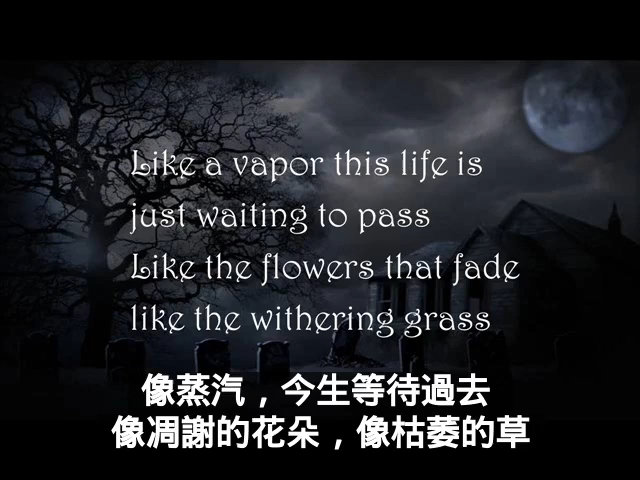 Like a vapor this life is
just waiting to pass
Like the flowers that fade
like the withering grass
像蒸汽，今生等待過去
像凋謝的花朵，像枯萎的草